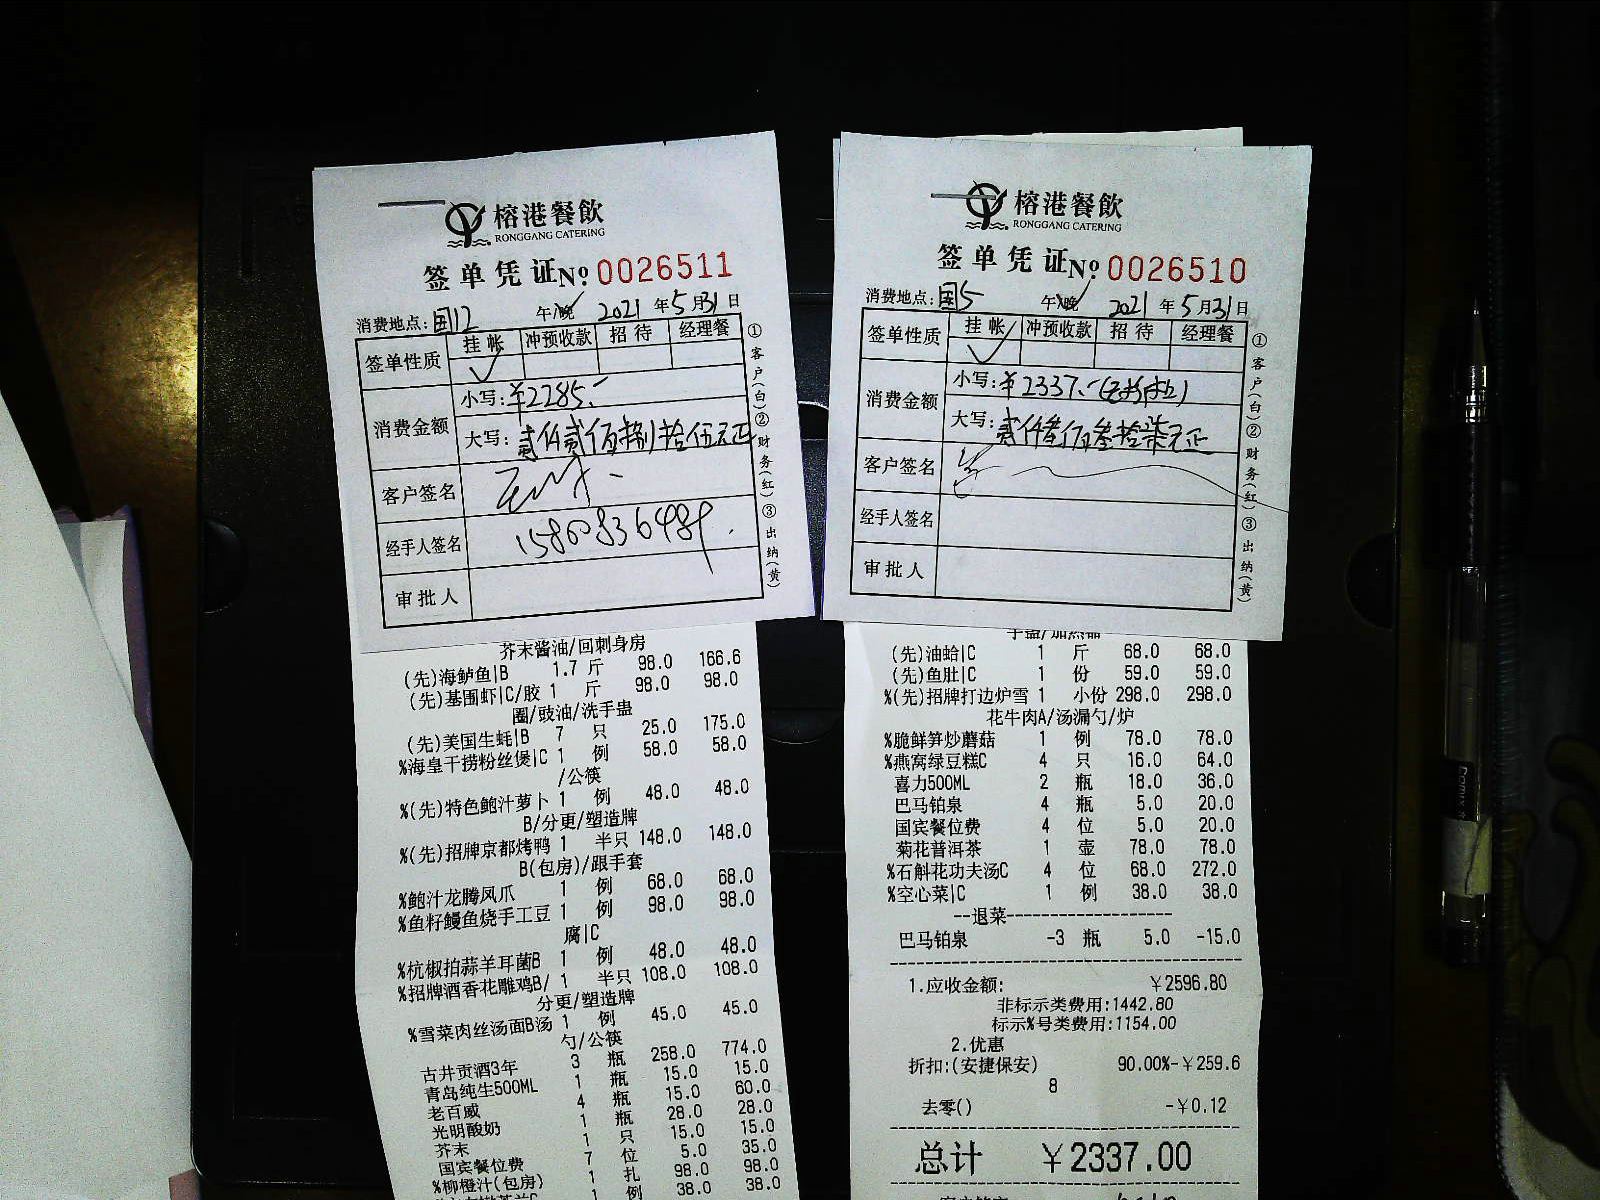 榕港餐飲
RONGGANG CATERING
签单凭证 No 0026511
消费地点: 国12 午/晚 2021 年 5 月 31 日
签单性质 挂帐 冲预收款 招待 经理餐
消费金额 小写: ¥2285.-
大写: 贰仟贰佰捌拾伍元正
客户签名
经手人签名
审批人
①客户(白)②财务(红)③出纳(黄)
芥末酱油/回刺身房
(先)海鲈鱼|B 1.7 斤 98.0 166.6
(先)基围虾|C/胶 1 斤 98.0 98.0
圈/豉油/洗手盅
(先)美国生蚝|B 7 只 25.0 175.0
%海皇干捞粉丝煲|C 1 例 58.0 58.0
/公筷
%(先)特色鲍汁萝卜 1 例 48.0 48.0
B/分更/塑造牌
%(先)招牌京都烤鸭 1 半只 148.0 148.0
B(包房)/跟手套
%鲍汁龙腾凤爪 1 例 68.0 68.0
%鱼籽鳗鱼烧手工豆 1 例 98.0 98.0
腐|C
%杭椒拍蒜羊耳菌B 1 例 48.0 48.0
%招牌酒香花雕鸡B/ 1 半只 108.0 108.0
分更/塑造牌
%雪菜肉丝汤面B汤 1 例 45.0 45.0
勺/公筷
古井贡酒3年 3 瓶 258.0 774.0
青岛纯生500ML 1 瓶 15.0 15.0
老百威 4 瓶 15.0 60.0
光明酸奶 1 瓶 28.0 28.0
芥末 1 只 15.0 15.0
国宾餐位费 7 位 5.0 35.0
%柳橙汁(包房) 1 扎 98.0 98.0
1 例 38.0 38.0
榕港餐飲
RONGGANG CATERING
签单凭证 No 0026510
消费地点: 国5 午/晚 2021 年 5 月 31 日
签单性质 挂帐 冲预收款 招待 经理餐
消费金额 小写: ¥2337.-
大写: 贰仟叁佰叁拾柒元正
客户签名
经手人签名
审批人
①客户(白)②财务(红)③出纳(黄)
(先)油蛤|C 1 斤 68.0 68.0
(先)鱼肚|C 1 份 59.0 59.0
%(先)招牌打边炉雪 1 小份 298.0 298.0
花牛肉A/汤漏勺/炉
%脆鲜笋炒蘑菇 1 例 78.0 78.0
%燕窝绿豆糕C 4 只 16.0 64.0
喜力500ML 2 瓶 18.0 36.0
巴马铂泉 4 瓶 5.0 20.0
国宾餐位费 4 位 5.0 20.0
菊花普洱茶 1 壶 78.0 78.0
%石斛花功夫汤C 4 位 68.0 272.0
%空心菜|C 1 例 38.0 38.0
--退菜--------------------
巴马铂泉 -3 瓶 5.0 -15.0
1.应收金额: ￥2596.80
非标示类费用:1442.80
标示%号类费用:1154.00
2.优惠
折扣:(安捷保安) 90.00%-￥259.6
8
去零() -￥0.12
总计 ￥2337.00